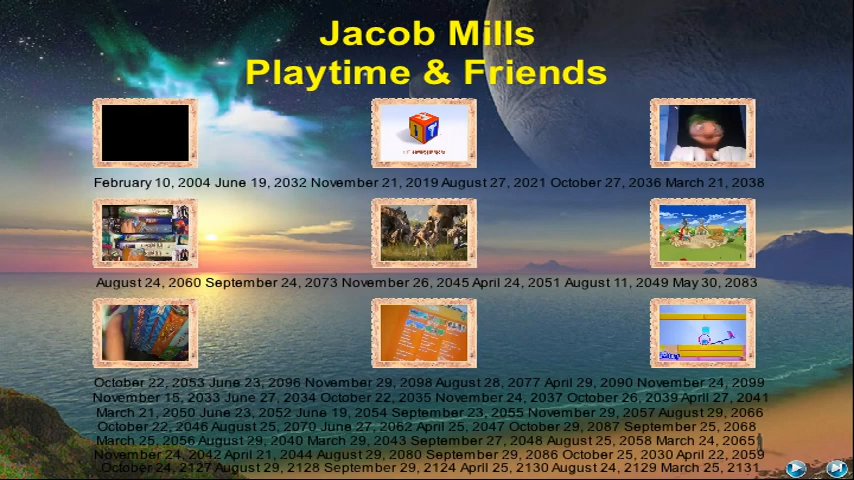 Jacob Mills
Playtime & Friends
February 10, 2004 June 19, 2032 November 21, 2019 August 27, 2021 October 27, 2036 March 21, 2038
August 24, 2060 September 24, 2073 November 26, 2045 April 24, 2051 August 11, 2049 May 30, 2083
October 22, 2053 June 23, 2096 November 29, 2098 August 28, 2077 April 29, 2090 November 24, 2099
November 15, 2033 June 27, 2034 October 22, 2035 November 24, 2037 October 26, 2039 April 27, 2041
March 21, 2050 June 23, 2052 June 19, 2054 September 23, 2055 November 29, 2057 August 29, 2066
October 22, 2046 August 25, 2070 June 27, 2062 April 25, 2047 October 29, 2087 September 25, 2068
March 25, 2056 August 29, 2040 March 29, 2043 September 27, 2048 August 25, 2058 March 24, 2065
November 24, 2042 April 21, 2044 August 29, 2080 September 29, 2086 October 25, 2030 April 22, 2059
October 24, 2127 August 29, 2128 September 29, 2124 April 25, 2130 August 24, 2129 March 25, 2131